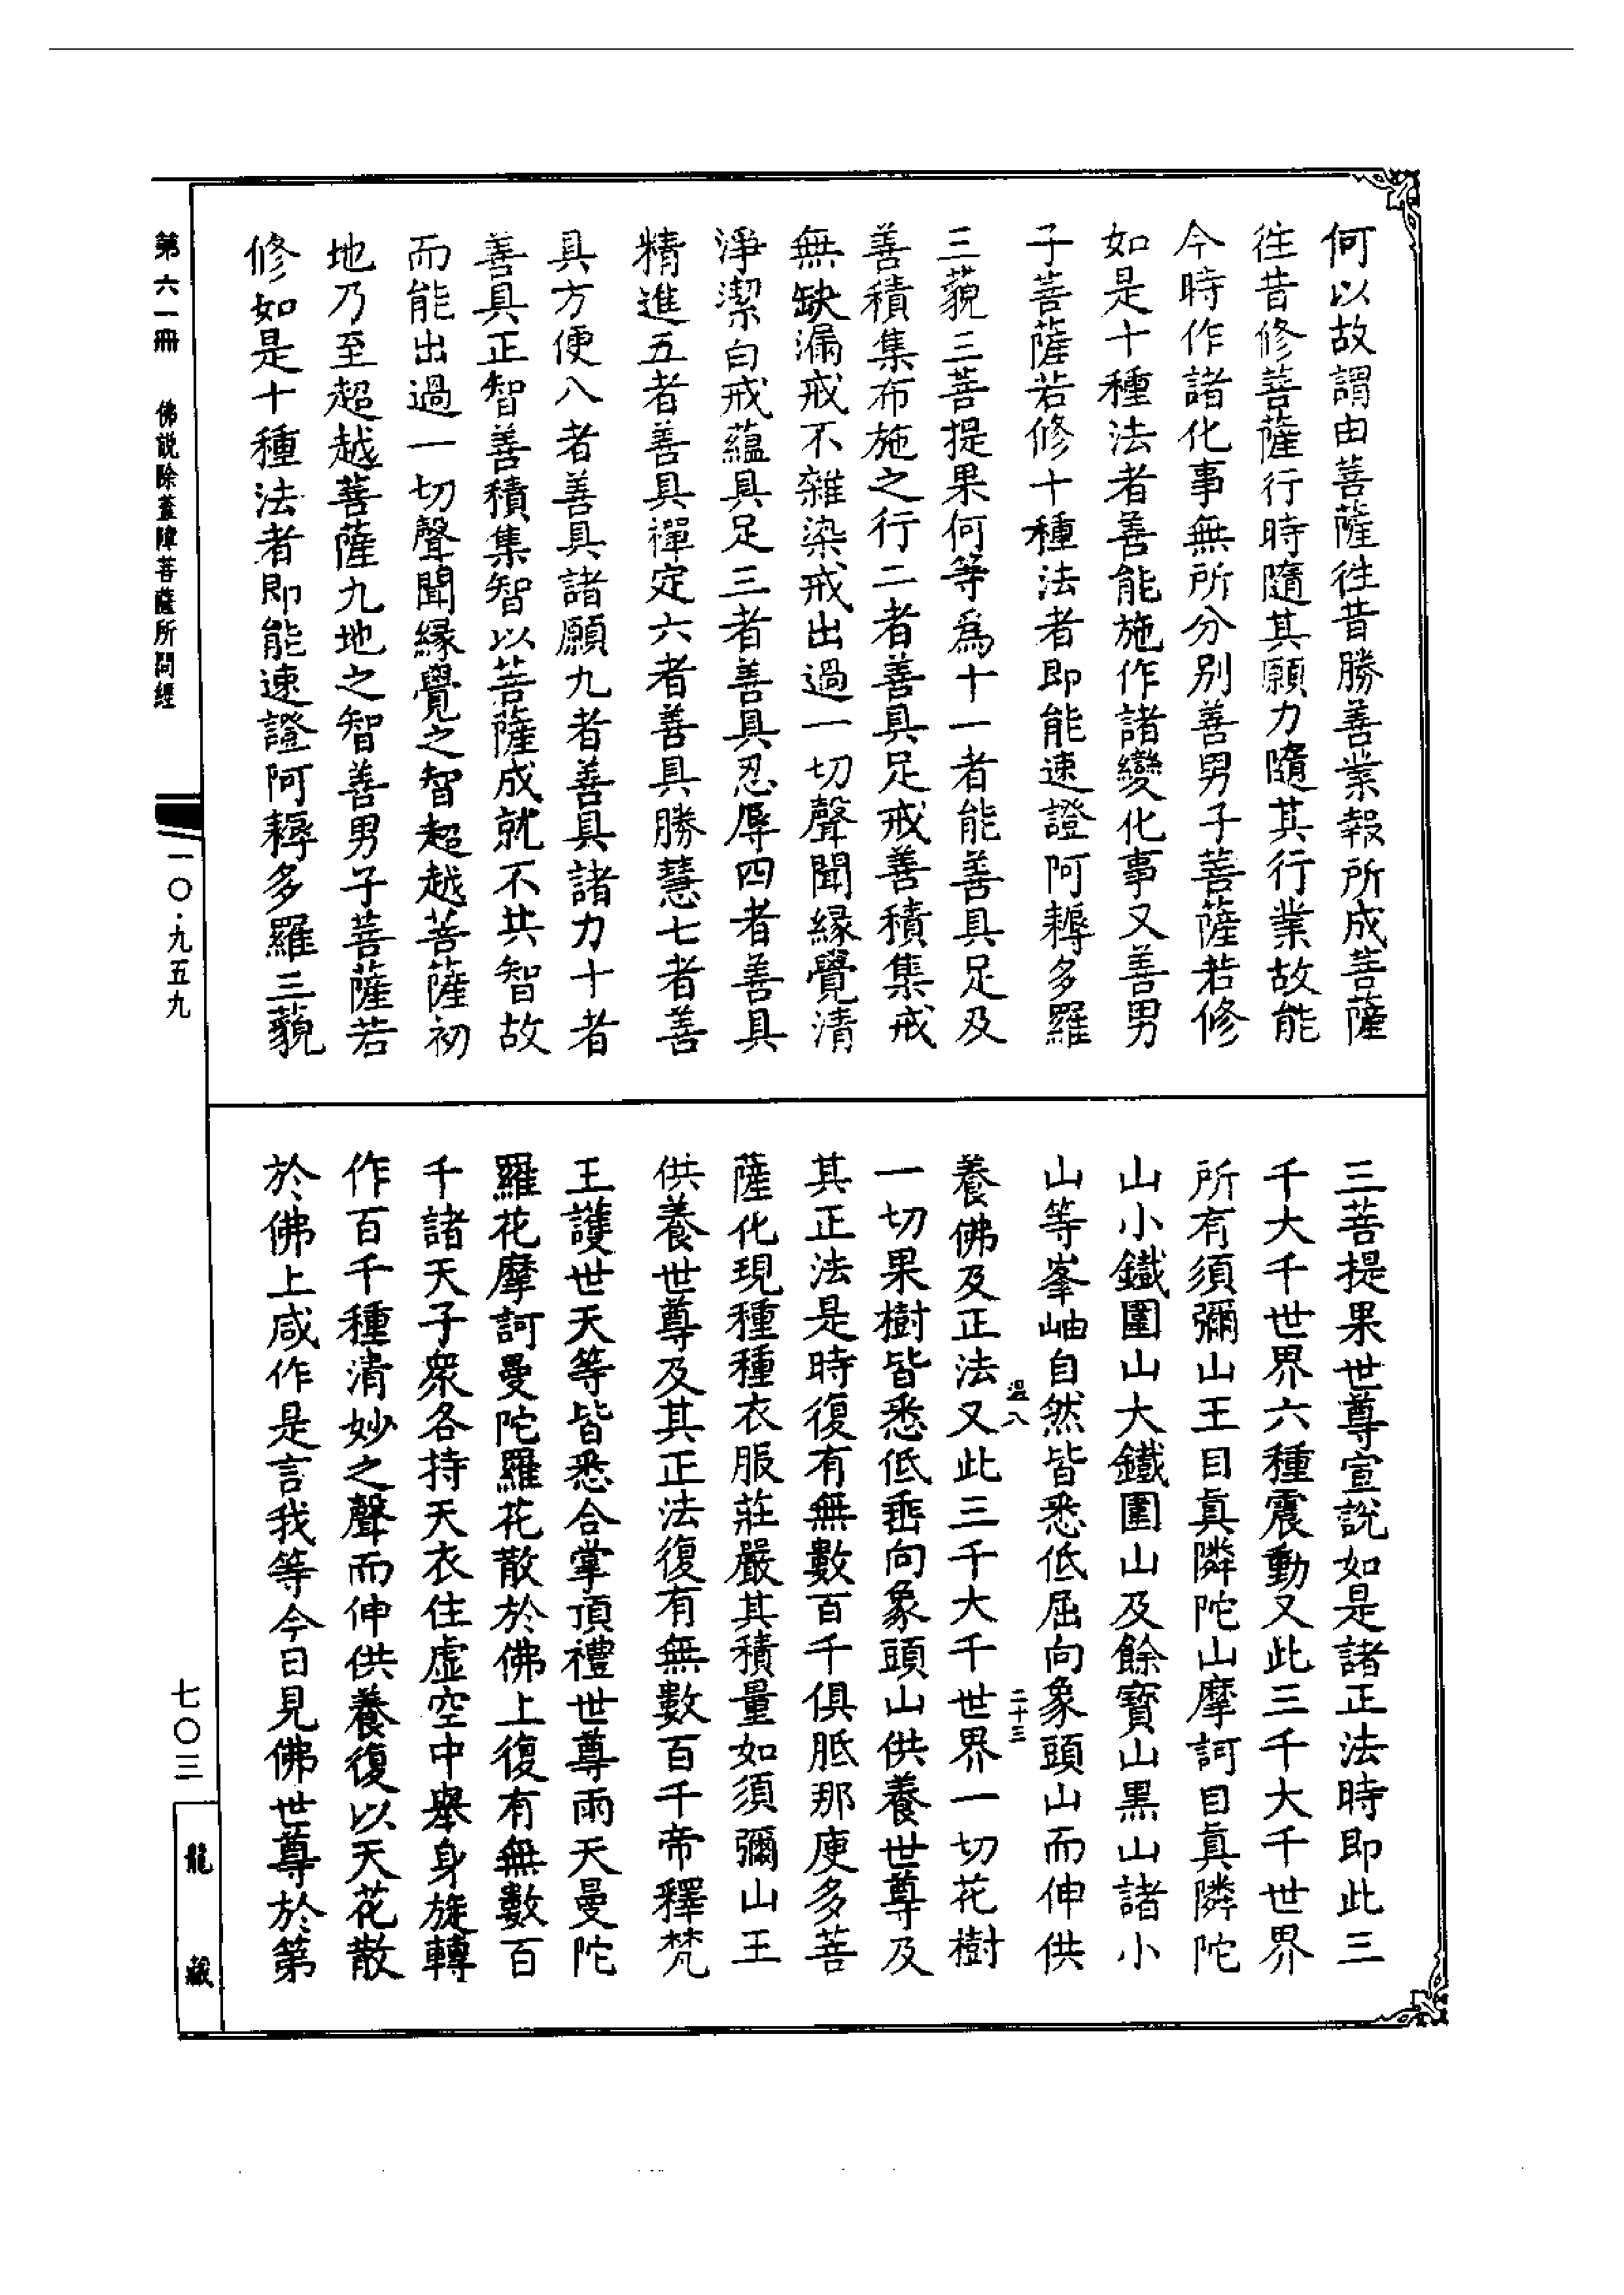 何以故謂由菩薩往昔勝善業報所成菩薩
往昔修菩薩行時隨其願力隨其行業故能
今時作諸化事無所分別善男子菩薩若修
如是十種法者善能施作諸變化事又善男
子菩薩若修十種法者即能速證阿耨多羅
三藐三菩提果何等爲十一者能善具足及
善積集布施之行二者善具足戒善積集戒
無缺漏戒不雜染戒出過一切聲聞緣覺清
淨潔白戒蘊具足三者善具忍辱四者善具
精進五者善具禪定六者善具勝慧七者善
具方便八者善具諸願九者善具諸力十者
善具正智善積集智以菩薩成就不共智故
而能出過一切聲聞緣覺之智超越菩薩初
地乃至超越菩薩九地之智善男子菩薩若
修如是十種法者即能速證阿耨多羅三藐
三菩提果世尊宣說如是諸正法時即此三
千大千世界六種震動又此三千大千世界
所有須彌山王目眞隣陀山摩訶目眞隣陀
山小鐵圍山大鐵圍山及餘寶山黑山諸小
山等峯岫自然皆悉低屈向象頭山而伸供
溫八 二十三
養佛及正法又此三千大千世界一切花樹
一切果樹皆悉低垂向象頭山供養世尊及
其正法是時復有無數百千俱胝那庾多菩
薩化現種種衣服莊嚴其積量如須彌山王
供養世尊及其正法復有無數百千帝釋梵
王護世天等皆悉合掌頂禮世尊雨天曼陀
羅花摩訶曼陀羅花散於佛上復有無數百
千諸天子衆各持天衣住虛空中舉身旋轉
作百千種清妙之聲而伸供養復以天花散
於佛上咸作是言我等今日見佛世尊於第
第六一冊 佛說除蓋障菩薩所問經
一〇·九五九
七〇三
龍藏